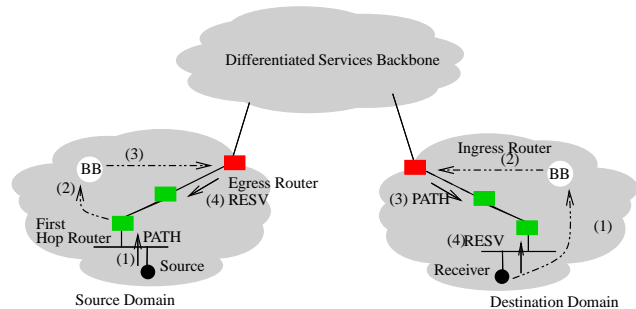 Differentiated Services Backbone
BB
(3)
(2)
Egress Router
(4) RESV
First
Hop Router
PATH
(1)
Source
Source Domain
Ingress Router
(2)
BB
(3) PATH
(1)
(4)RESV
Receiver
Destination Domain